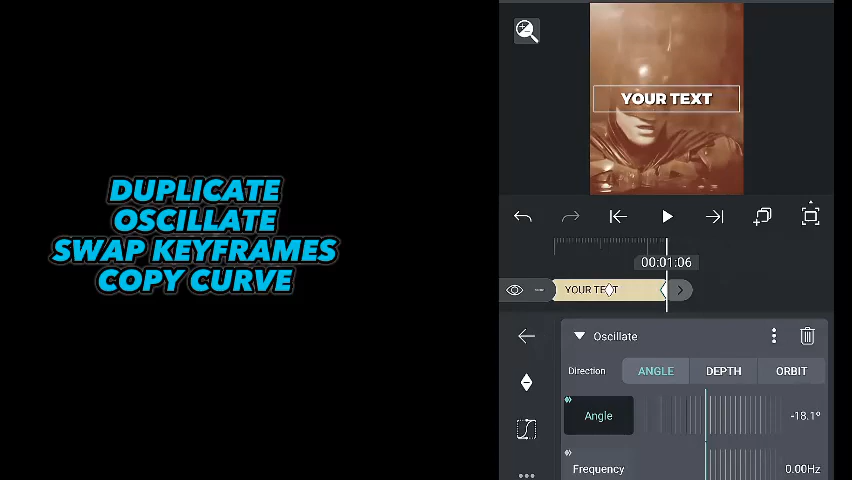 DUPLICATE
OSCILLATE
SWAP KEYFRAMES
COPY CURVE
YOUR TEXT
00:01:06
YOUR TEXT
Oscillate
Direction ANGLE DEPTH ORBIT
Angle -18.1°
Frequency 0.00Hz